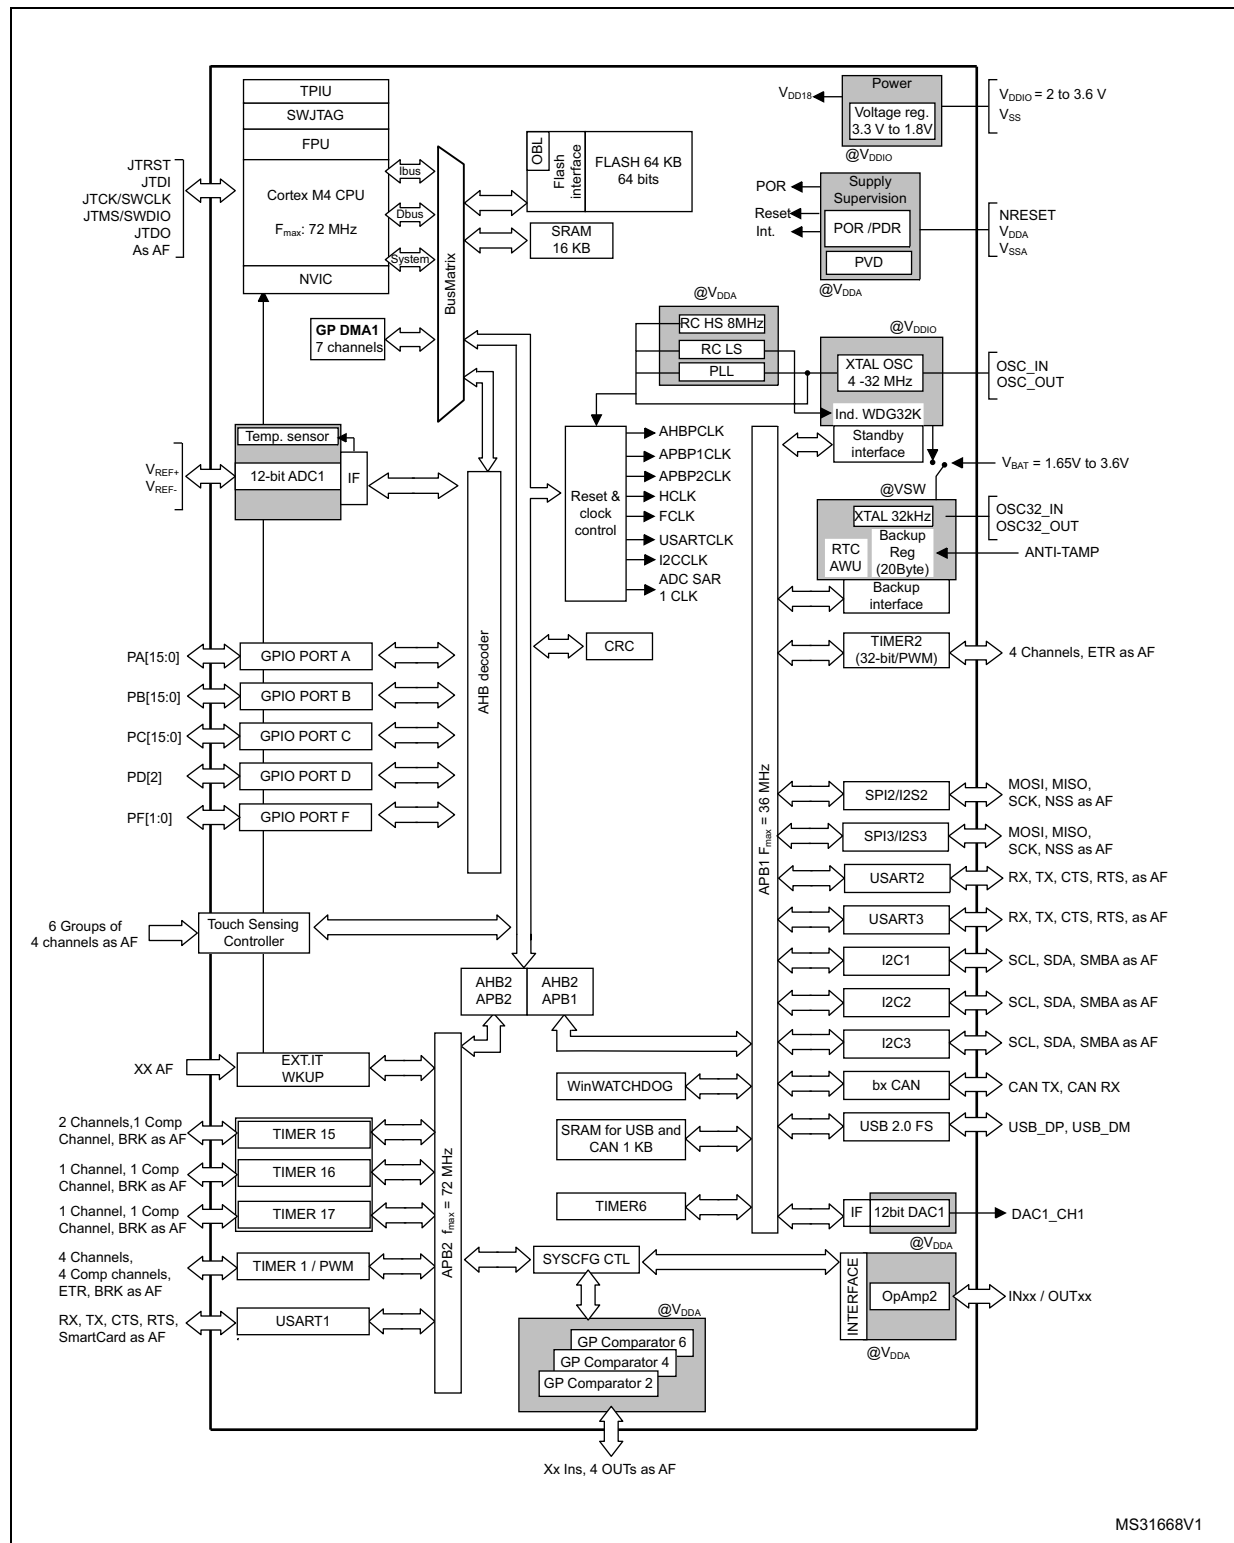 TPIU
SWJTAG
FPU
Cortex M4 CPU
Fmax: 72 MHz
NVIC
JTRST
JTDI
JTCK/SWCLK
JTMS/SWDIO
JTDO
As AF
Ibus
Dbus
System
BusMatrix
OBL
Flash
interface
FLASH 64 KB
64 bits
SRAM
16 KB
GP DMA1
7 channels
VDD18
Power
Voltage reg.
3.3 V to 1.8V
@VDDIO
VDDIO = 2 to 3.6 V
VSS
POR
Reset
Int.
Supply
Supervision
POR /PDR
PVD
@VDDA
NRESET
VDDA
VSSA
@VDDA
RC HS 8MHz
RC LS
PLL
@VDDIO
XTAL OSC
4 -32 MHz
Ind. WDG32K
Standby
interface
OSC_IN
OSC_OUT
VBAT = 1.65V to 3.6V
@VSW
XTAL 32kHz
RTC
AWU
Backup
Reg
(20Byte)
Backup
interface
OSC32_IN
OSC32_OUT
ANTI-TAMP
Temp. sensor
12-bit ADC1
IF
VREF+
VREF-
Reset &
clock
control
AHBPCLK
APBP1CLK
APBP2CLK
HCLK
FCLK
USARTCLK
I2CCLK
ADC SAR
1 CLK
CRC
AHB decoder
PA[15:0]
GPIO PORT A
PB[15:0]
GPIO PORT B
PC[15:0]
GPIO PORT C
PD[2]
GPIO PORT D
PF[1:0]
GPIO PORT F
6 Groups of
4 channels as AF
Touch Sensing
Controller
AHB2
APB2
AHB2
APB1
APB1 Fmax = 36 MHz
TIMER2
(32-bit/PWM)
4 Channels, ETR as AF
SPI2/I2S2
MOSI, MISO,
SCK, NSS as AF
SPI3/I2S3
MOSI, MISO,
SCK, NSS as AF
USART2
RX, TX, CTS, RTS, as AF
USART3
RX, TX, CTS, RTS, as AF
I2C1
SCL, SDA, SMBA as AF
I2C2
SCL, SDA, SMBA as AF
I2C3
SCL, SDA, SMBA as AF
bx CAN
CAN TX, CAN RX
USB 2.0 FS
USB_DP, USB_DM
IF
12bit DAC1
DAC1_CH1
@VDDA
WinWATCHDOG
SRAM for USB and
CAN 1 KB
TIMER6
XX AF
EXT.IT
WKUP
2 Channels,1 Comp
Channel, BRK as AF
TIMER 15
1 Channel, 1 Comp
Channel, BRK as AF
TIMER 16
1 Channel, 1 Comp
Channel, BRK as AF
TIMER 17
4 Channels,
4 Comp channels,
ETR, BRK as AF
TIMER 1 / PWM
RX, TX, CTS, RTS,
SmartCard as AF
USART1
APB2 fmax = 72 MHz
SYSCFG CTL
@VDDA
GP Comparator 6
GP Comparator 4
GP Comparator 2
Xx Ins, 4 OUTs as AF
INTERFACE
OpAmp2
INxx / OUTxx
@VDDA
MS31668V1